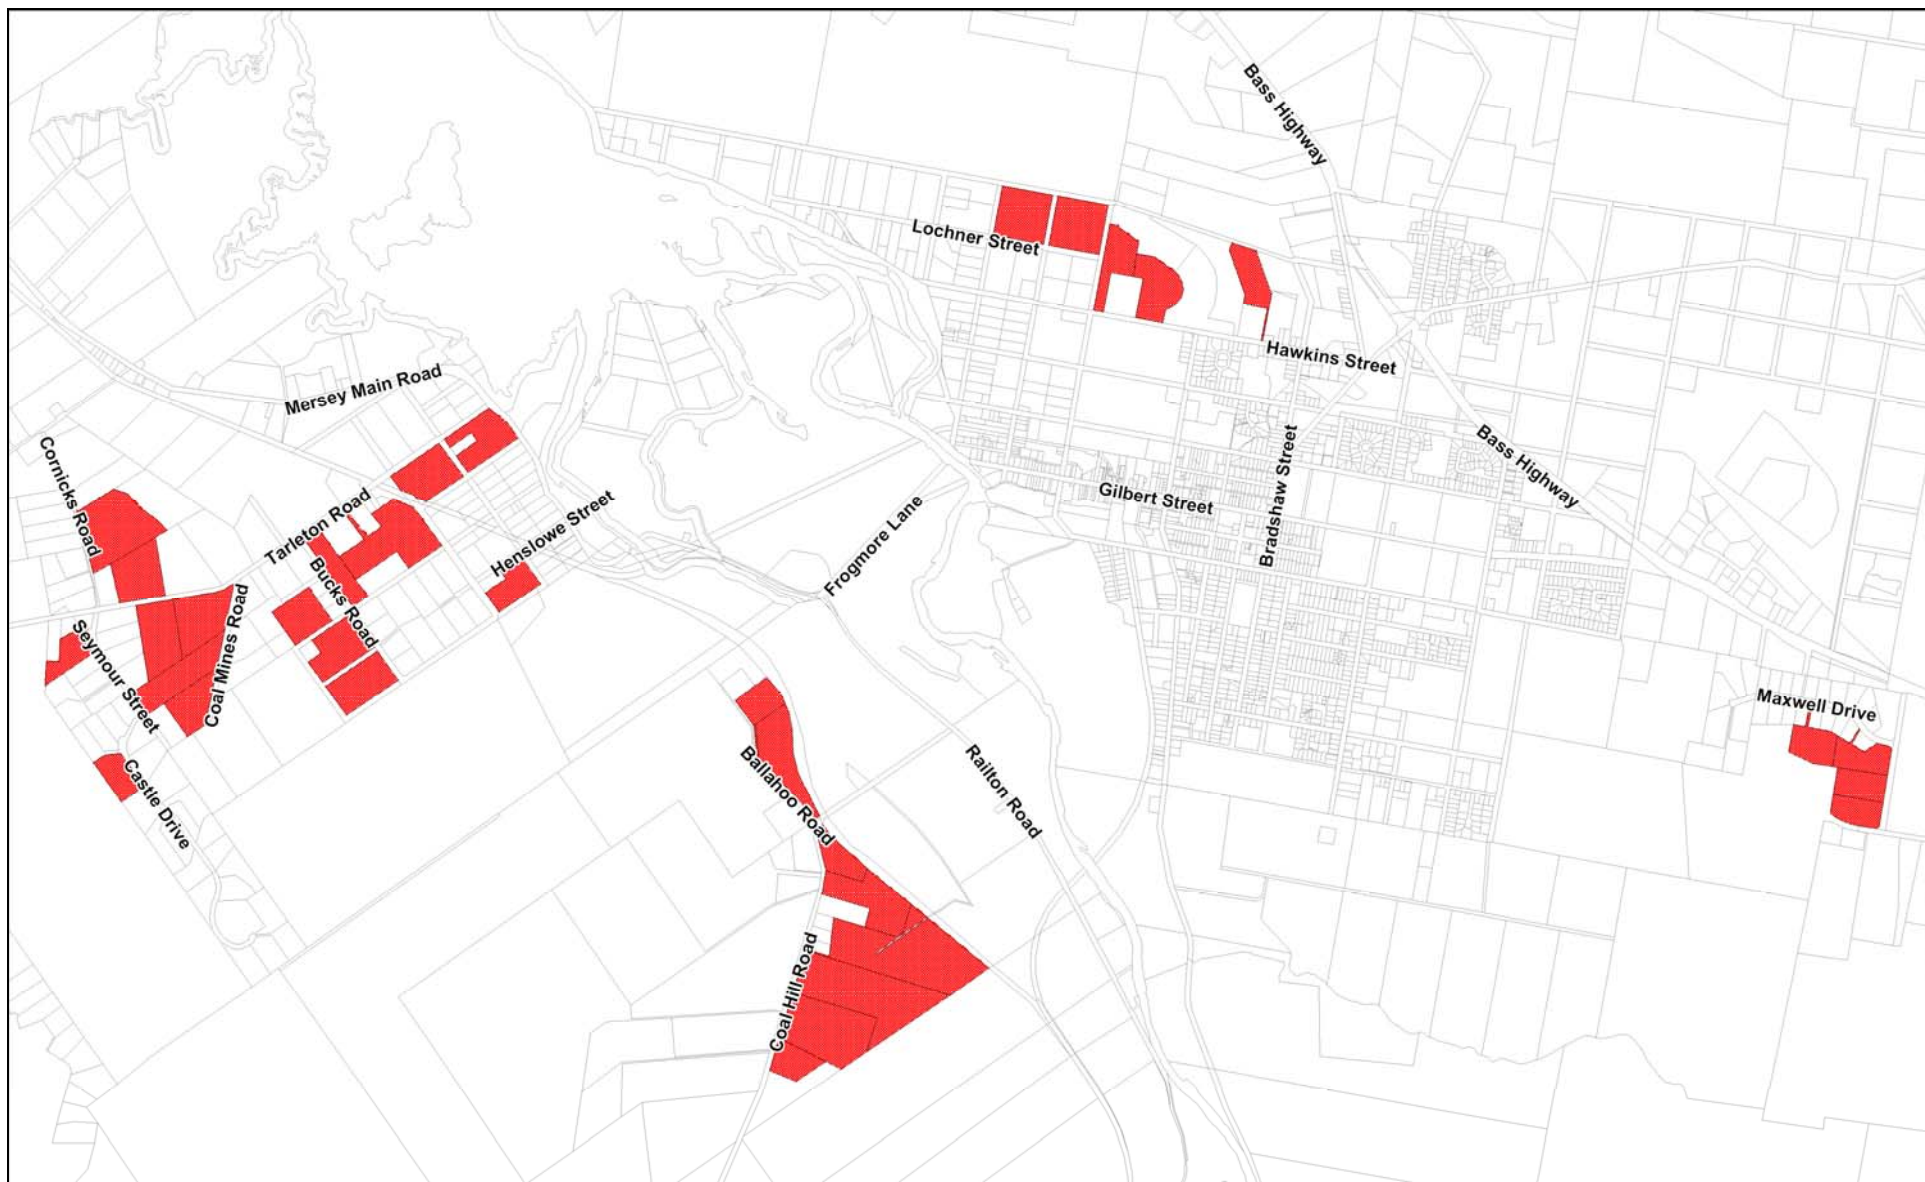 Bass Highway
Lochner Street
Hawkins Street
Mersey Main Road
Cornicks Road
Bass Highway
Bradshaw Street
Gilbert Street
Tarleton Road
Henslowe Street
Frogmore Lane
Bucks Road
Seymour Street
Coal Mines Road
Maxwell Drive
Castle Drive
Ballahoo Road
Railton Road
Coal Hill Road